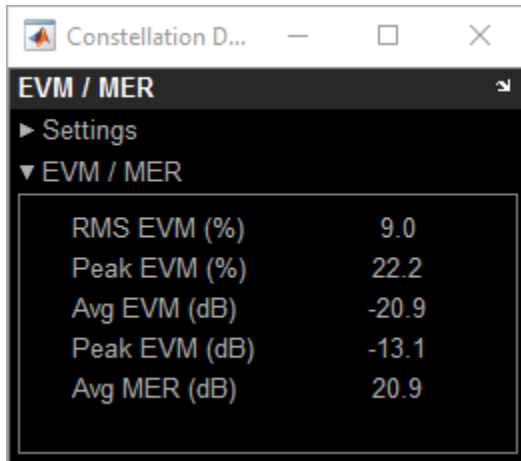 Constellation D...
EVM / MER
Settings
EVM / MER
RMS EVM (%) 9.0
Peak EVM (%) 22.2
Avg EVM (dB) -20.9
Peak EVM (dB) -13.1
Avg MER (dB) 20.9